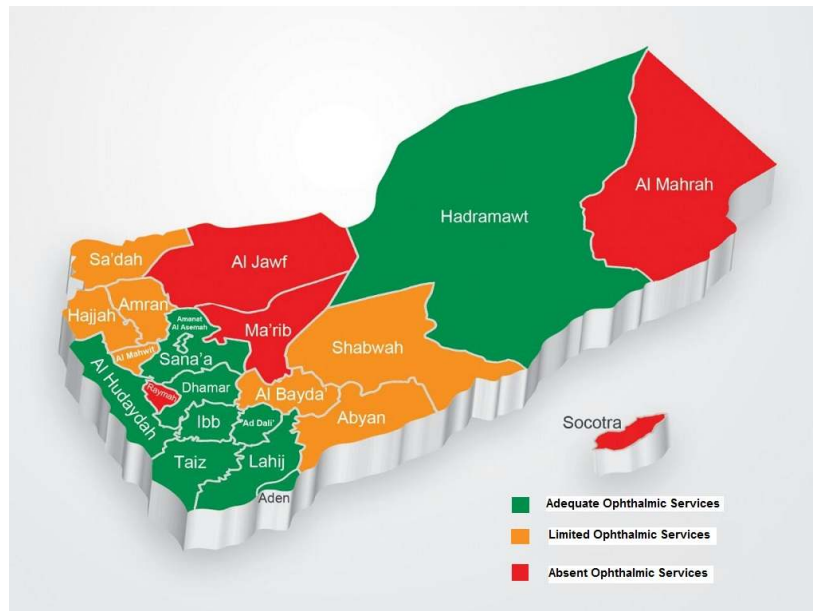 Al Mahrah
Hadramawt
Sa'dah
Al Jawf
Amran
Hajjah
Amanat
Al Asemah
Ma'rib
Shabwah
Al Mahwit
Sana'a
Al Hudaydah
Raymah
Dhamar
Al Bayda'
Abyan
Ibb
Ad Dali'
Socotra
Taiz
Lahij
Aden
Adequate Ophthalmic Services
Limited Ophthalmic Services
Absent Ophthalmic Services